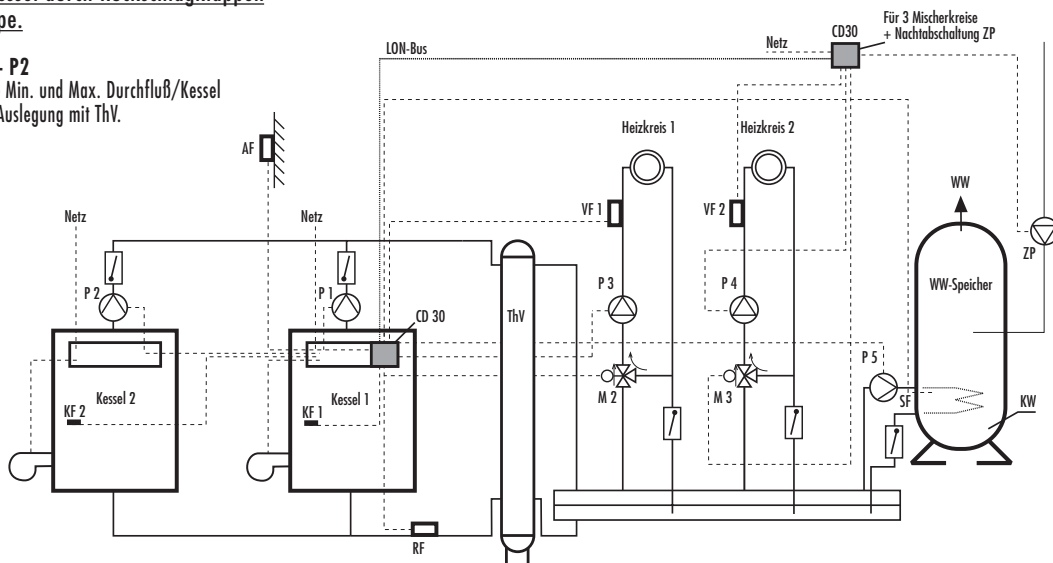 pe.
- P2
Min. und Max. Durchfluß/Kessel
Auslegung mit ThV.
LON-Bus
Netz
CD30
Für 3 Mischerkreise
+ Nachtabschaltung ZP
AF
Heizkreis 1
Heizkreis 2
VF 1
VF 2
WW
Netz
Netz
ZP
P 2
P 1
P 3
P 4
WW-Speicher
CD 30
ThV
P 5
Kessel 2
Kessel 1
M 2
M 3
SF
KW
KF 2
KF 1
RF